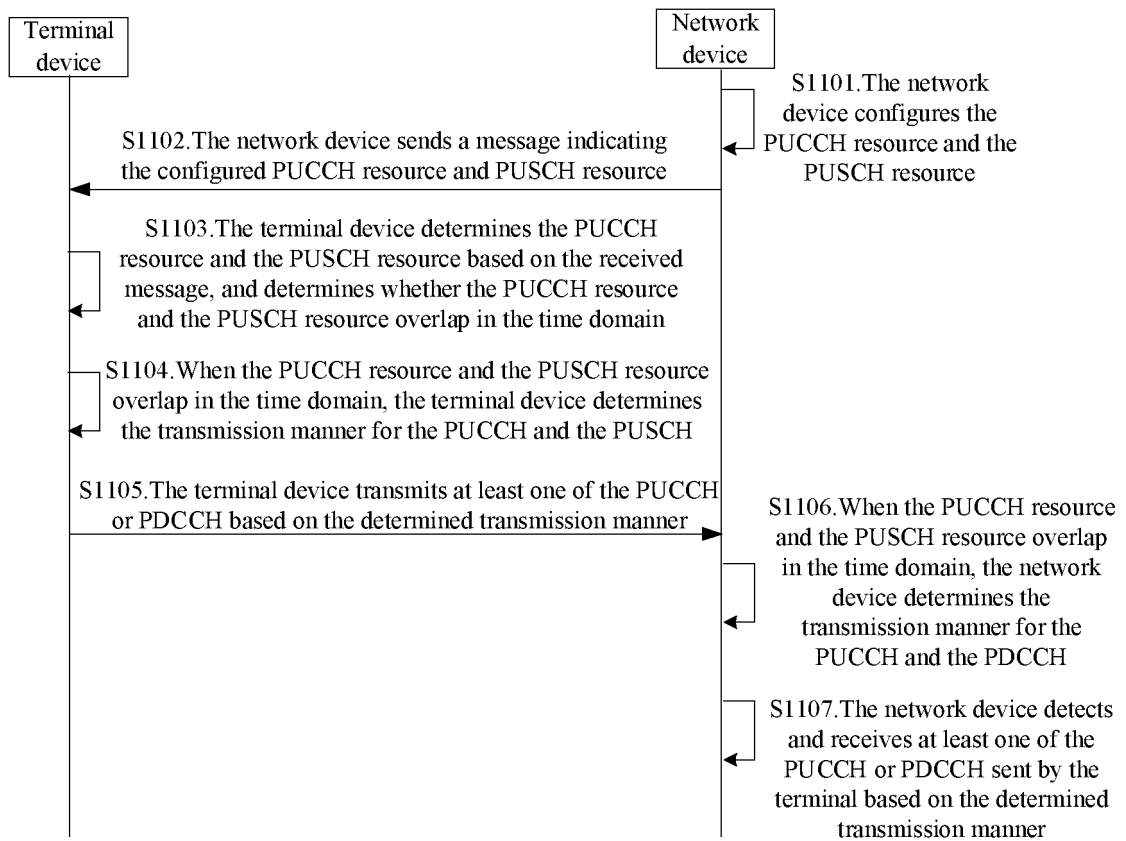 Terminal
device
Network
device
S1101.The network
device configures the
PUCCH resource and the
PUSCH resource
S1102.The network device sends a message indicating
the configured PUCCH resource and PUSCH resource
S1103.The terminal device determines the PUCCH
resource and the PUSCH resource based on the received
message, and determines whether the PUCCH resource
and the PUSCH resource overlap in the time domain
S1104.When the PUCCH resource and the PUSCH resource
overlap in the time domain, the terminal device determines
the transmission manner for the PUCCH and the PUSCH
S1105.The terminal device transmits at least one of the PUCCH
or PDCCH based on the determined transmission manner
S1106.When the PUCCH resource
and the PUSCH resource overlap
in the time domain, the network
device determines the
transmission manner for the
PUCCH and the PDCCH
S1107.The network device detects
and receives at least one of the
PUCCH or PDCCH sent by the
terminal based on the determined
transmission manner